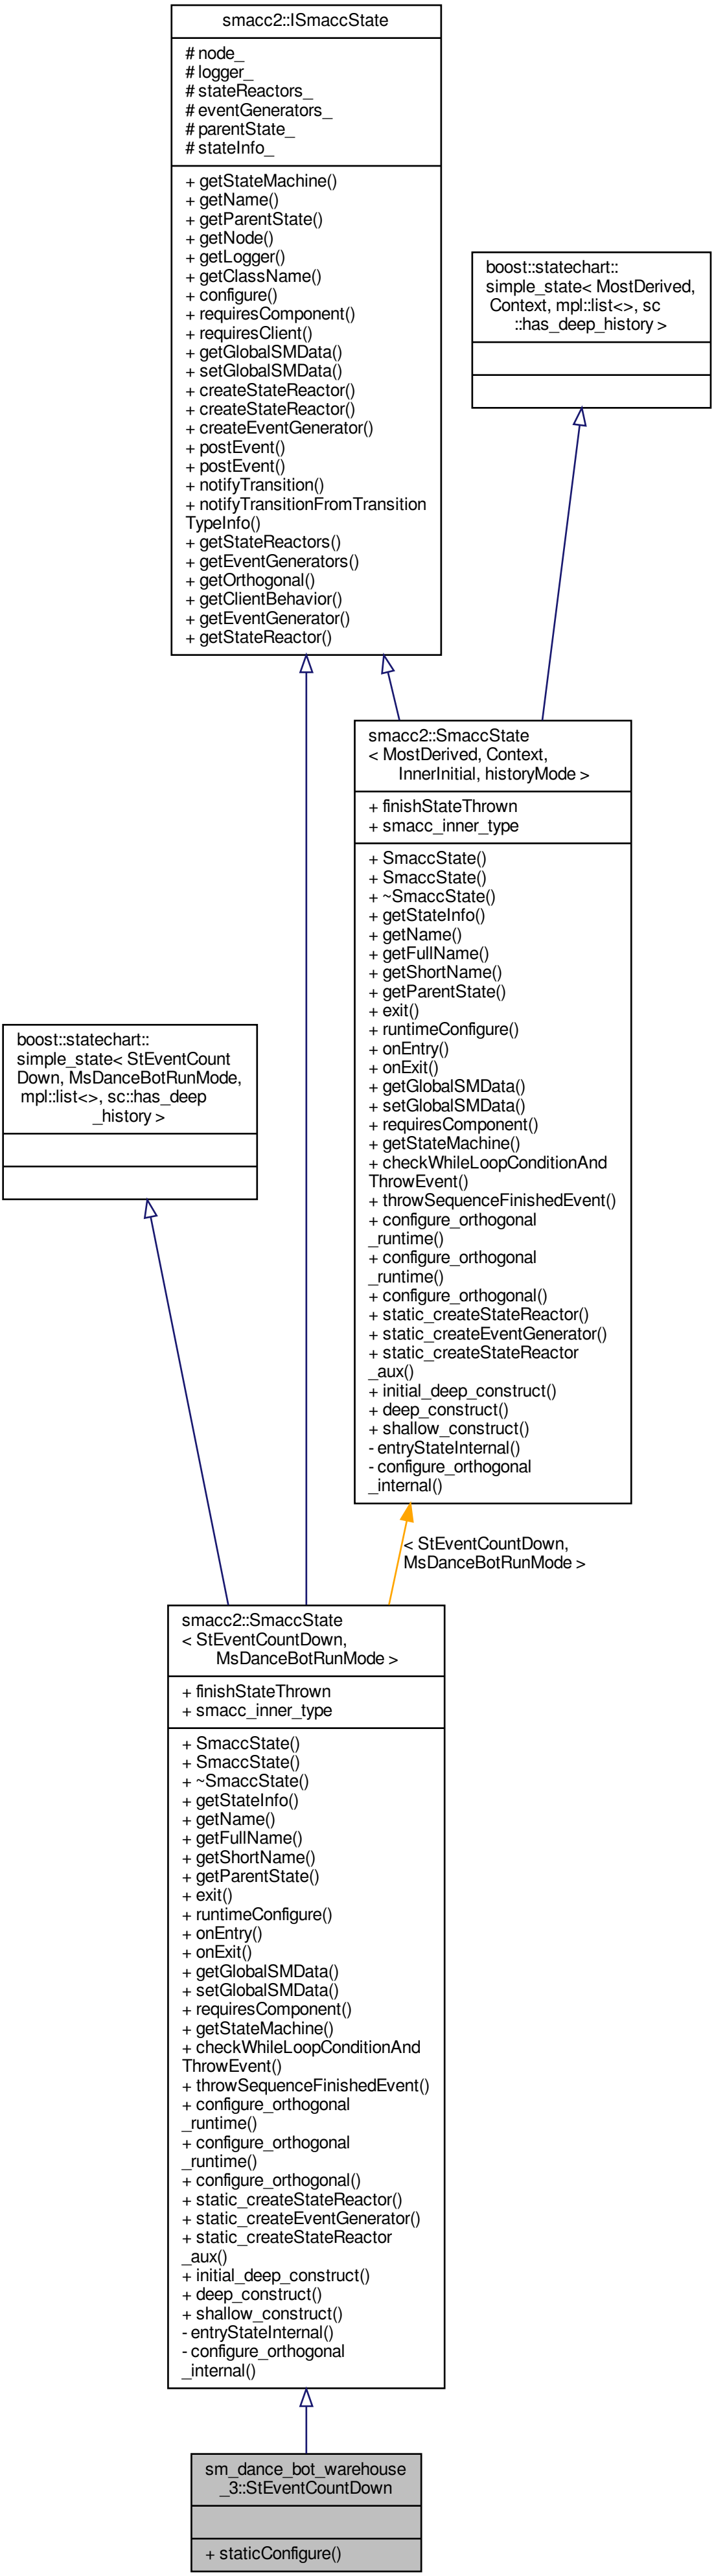 smacc2::ISmaccState
# node_
# logger_
# stateReactors_
# eventGenerators_
# parentState_
# stateInfo_
+ getStateMachine()
+ getName()
+ getParentState()
+ getNode()
+ getLogger()
+ getClassName()
+ configure()
+ requiresComponent()
+ requiresClient()
+ getGlobalSMData()
+ setGlobalSMData()
+ createStateReactor()
+ createStateReactor()
+ createEventGenerator()
+ postEvent()
+ postEvent()
+ notifyTransition()
+ notifyTransitionFromTransition
TypeInfo()
+ getStateReactors()
+ getEventGenerators()
+ getOrthogonal()
+ getClientBehavior()
+ getEventGenerator()
+ getStateReactor()
boost::statechart::
simple_state< MostDerived,
Context, mpl::list<>, sc
::has_deep_history >
smacc2::SmaccState
< MostDerived, Context,
InnerInitial, historyMode >
+ finishStateThrown
+ smacc_inner_type
+ SmaccState()
+ SmaccState()
+ ~SmaccState()
+ getStateInfo()
+ getName()
+ getFullName()
+ getShortName()
+ getParentState()
+ exit()
+ runtimeConfigure()
+ onEntry()
+ onExit()
+ getGlobalSMData()
+ setGlobalSMData()
+ requiresComponent()
+ getStateMachine()
+ checkWhileLoopConditionAnd
ThrowEvent()
+ throwSequenceFinishedEvent()
+ configure_orthogonal
_runtime()
+ configure_orthogonal
_runtime()
+ configure_orthogonal()
+ static_createStateReactor()
+ static_createEventGenerator()
+ static_createStateReactor
_aux()
+ initial_deep_construct()
+ deep_construct()
+ shallow_construct()
- entryStateInternal()
- configure_orthogonal
_internal()
boost::statechart::
simple_state< StEventCount
Down, MsDanceBotRunMode,
mpl::list<>, sc::has_deep
_history >
< StEventCountDown,
MsDanceBotRunMode >
smacc2::SmaccState
< StEventCountDown,
MsDanceBotRunMode >
+ finishStateThrown
+ smacc_inner_type
+ SmaccState()
+ SmaccState()
+ ~SmaccState()
+ getStateInfo()
+ getName()
+ getFullName()
+ getShortName()
+ getParentState()
+ exit()
+ runtimeConfigure()
+ onEntry()
+ onExit()
+ getGlobalSMData()
+ setGlobalSMData()
+ requiresComponent()
+ getStateMachine()
+ checkWhileLoopConditionAnd
ThrowEvent()
+ throwSequenceFinishedEvent()
+ configure_orthogonal
_runtime()
+ configure_orthogonal
_runtime()
+ configure_orthogonal()
+ static_createStateReactor()
+ static_createEventGenerator()
+ static_createStateReactor
_aux()
+ initial_deep_construct()
+ deep_construct()
+ shallow_construct()
- entryStateInternal()
- configure_orthogonal
_internal()
sm_dance_bot_warehouse
_3::StEventCountDown
+ staticConfigure()